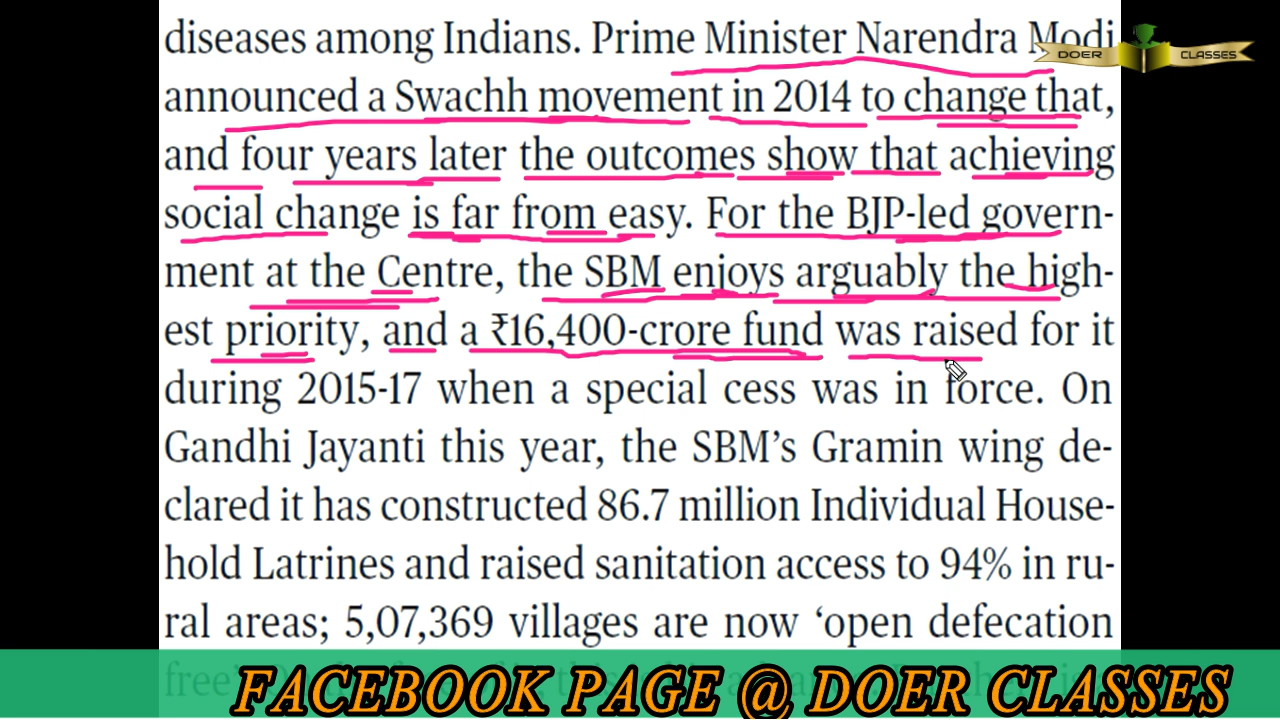 diseases among Indians. Prime Minister Narendra Modi
DOER CLASSES
announced a Swachh movement in 2014 to change that,
and four years later the outcomes show that achieving
social change is far from easy. For the BJP-led govern-
ment at the Centre, the SBM enjoys arguably the high-
est priority, and a ₹16,400-crore fund was raised for it
during 2015-17 when a special cess was in force. On
Gandhi Jayanti this year, the SBM’s Gramin wing de-
clared it has constructed 86.7 million Individual House-
hold Latrines and raised sanitation access to 94% in ru-
ral areas; 5,07,369 villages are now ‘open defecation
free’
FACEBOOK PAGE @ DOER CLASSES